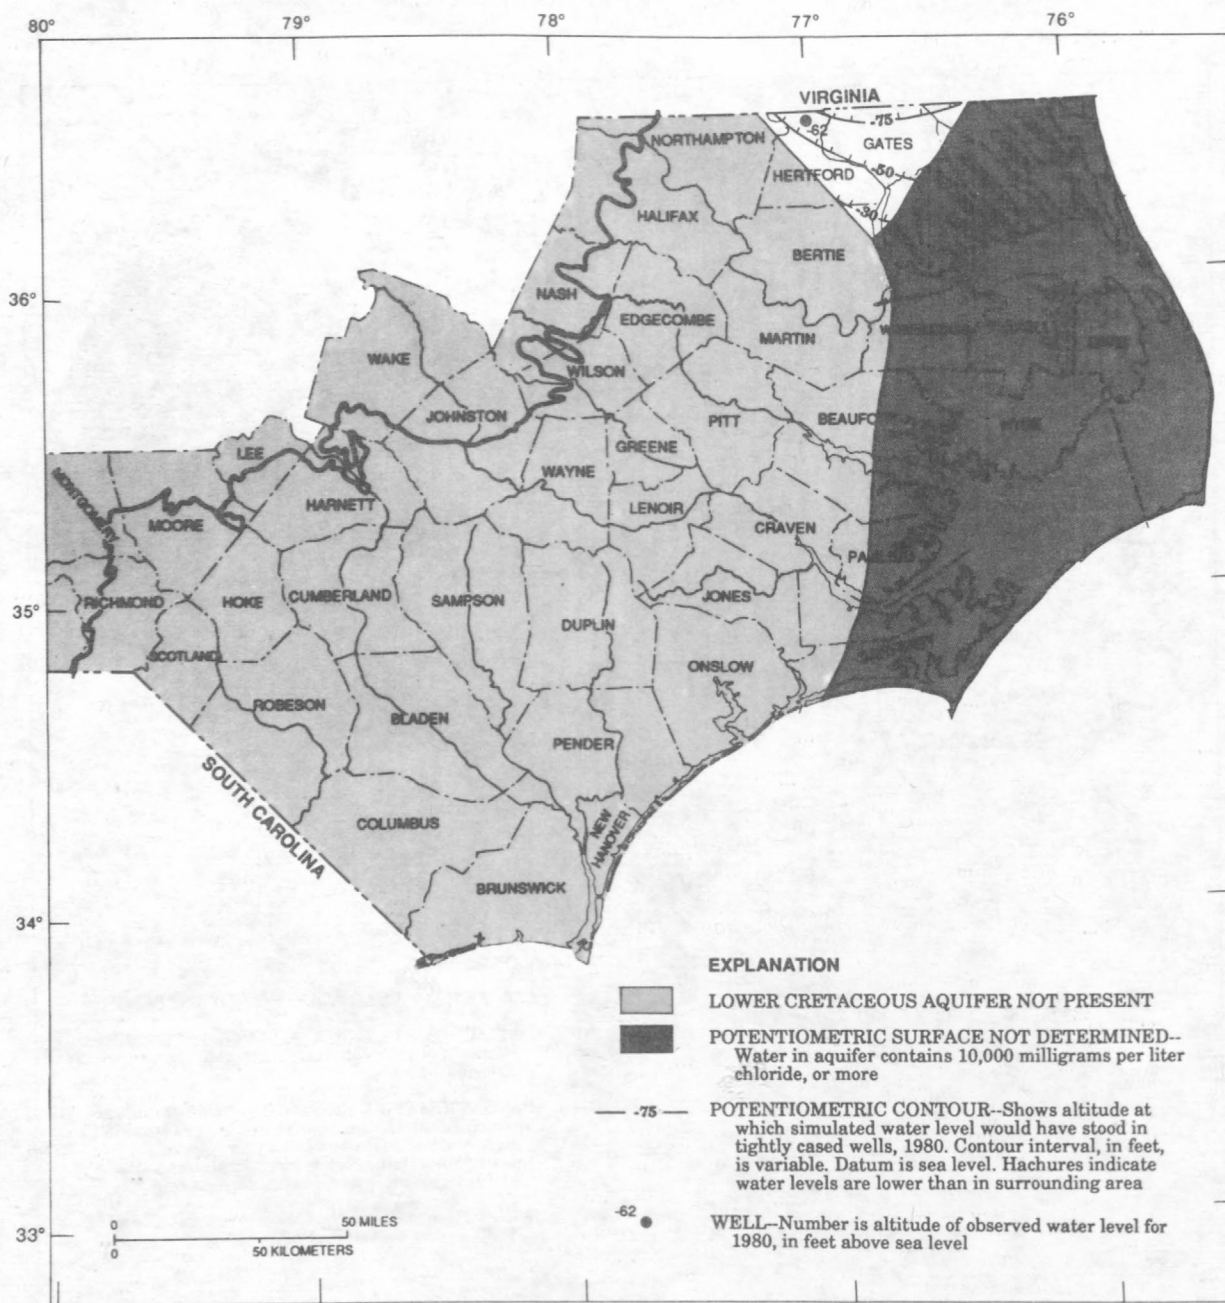 80°
79°
78°
77°
76°
VIRGINIA
-75
-62
GATES
NORTHAMPTON
-50
HERTFORD
-30
HALIFAX
BERTIE
36°
NASH
EDGECOMBE
MARTIN
WAKE
WILSON
JOHNSTON
PITT
BEAUFO
HYDE
LEE
GREENE
WAYNE
MONTGOMERY
HARNETT
LENOIR
MOORE
CRAVEN
35°
RICHMOND
HOKE
CUMBERLAND
SAMPSON
JONES
DUPLIN
SCOTLAND
ONSLOW
ROBESON
BLADEN
PENDER
SOUTH CAROLINA
COLUMBUS
NEW
HANOVER
BRUNSWICK
34°
EXPLANATION
LOWER CRETACEOUS AQUIFER NOT PRESENT
POTENTIOMETRIC SURFACE NOT DETERMINED--
Water in aquifer contains 10,000 milligrams per liter
chloride, or more
-75
POTENTIOMETRIC CONTOUR--Shows altitude at
which simulated water level would have stood in
tightly cased wells, 1980. Contour interval, in feet,
is variable. Datum is sea level. Hachures indicate
water levels are lower than in surrounding area
-62
WELL--Number is altitude of observed water level for
1980, in feet above sea level
33°
0 50 MILES
0 50 KILOMETERS